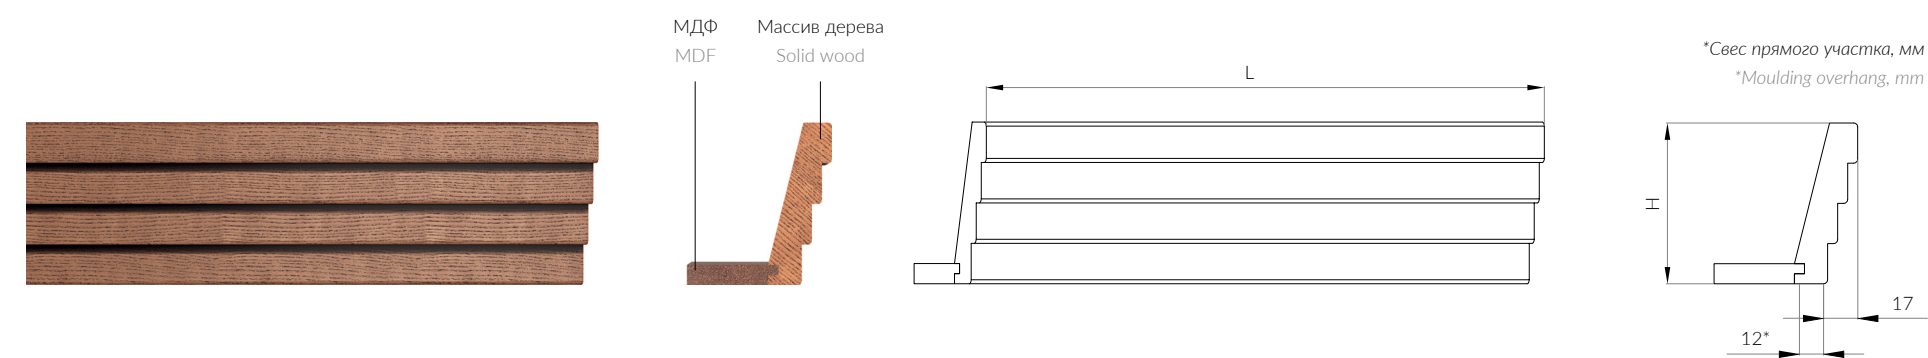 МДФ
MDF
Массив дерева
Solid wood
L
*Свес прямого участка, мм
*Moulding overhang, mm
H
17
12*